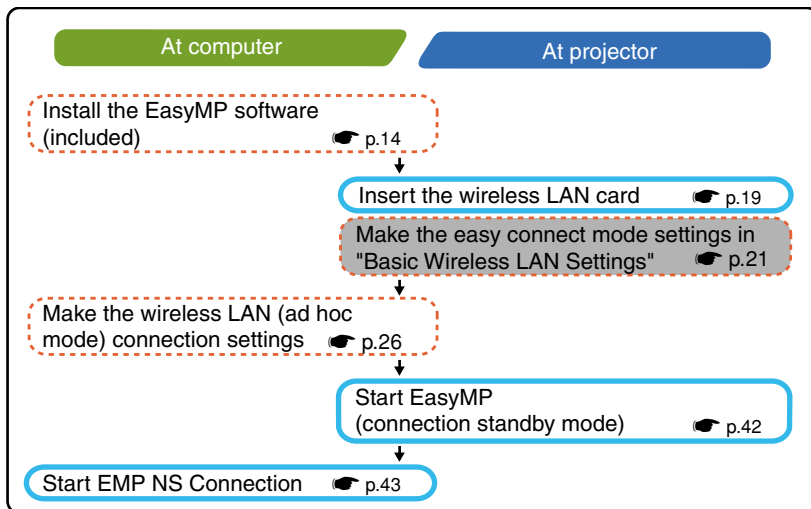 At computer
At projector
Install the EasyMP software
(included) p.14
Insert the wireless LAN card p.19
Make the easy connect mode settings in
"Basic Wireless LAN Settings" p.21
Make the wireless LAN (ad hoc
mode) connection settings p.26
Start EasyMP
(connection standby mode) p.42
Start EMP NS Connection p.43